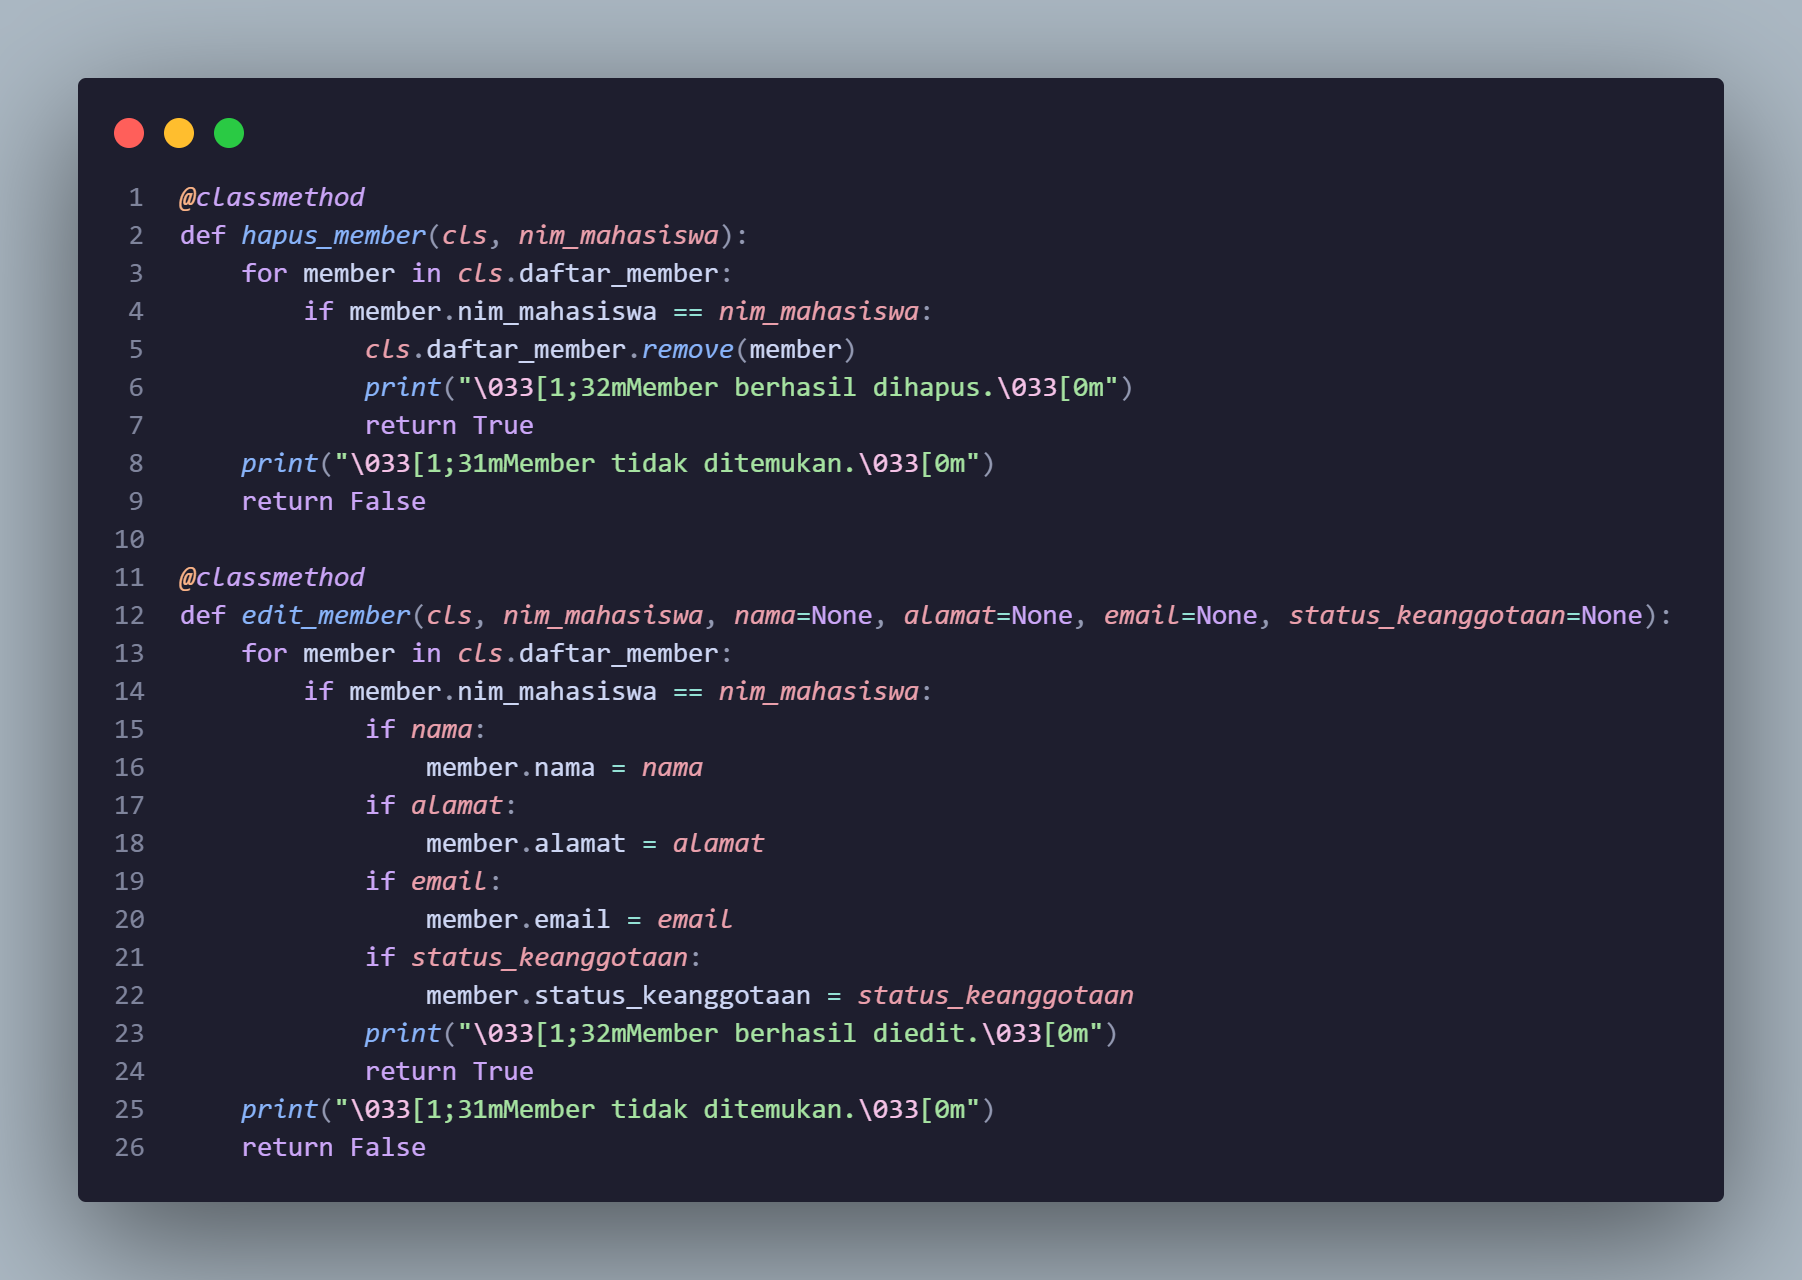 1 @classmethod
2 def hapus_member(cls, nim_mahasiswa):
3     for member in cls.daftar_member:
4         if member.nim_mahasiswa == nim_mahasiswa:
5             cls.daftar_member.remove(member)
6             print("\033[1;32mMember berhasil dihapus.\033[0m")
7             return True
8     print("\033[1;31mMember tidak ditemukan.\033[0m")
9     return False
10
11 @classmethod
12 def edit_member(cls, nim_mahasiswa, nama=None, alamat=None, email=None, status_keanggotaan=None):
13     for member in cls.daftar_member:
14         if member.nim_mahasiswa == nim_mahasiswa:
15             if nama:
16                 member.nama = nama
17             if alamat:
18                 member.alamat = alamat
19             if email:
20                 member.email = email
21             if status_keanggotaan:
22                 member.status_keanggotaan = status_keanggotaan
23             print("\033[1;32mMember berhasil diedit.\033[0m")
24             return True
25     print("\033[1;31mMember tidak ditemukan.\033[0m")
26     return False